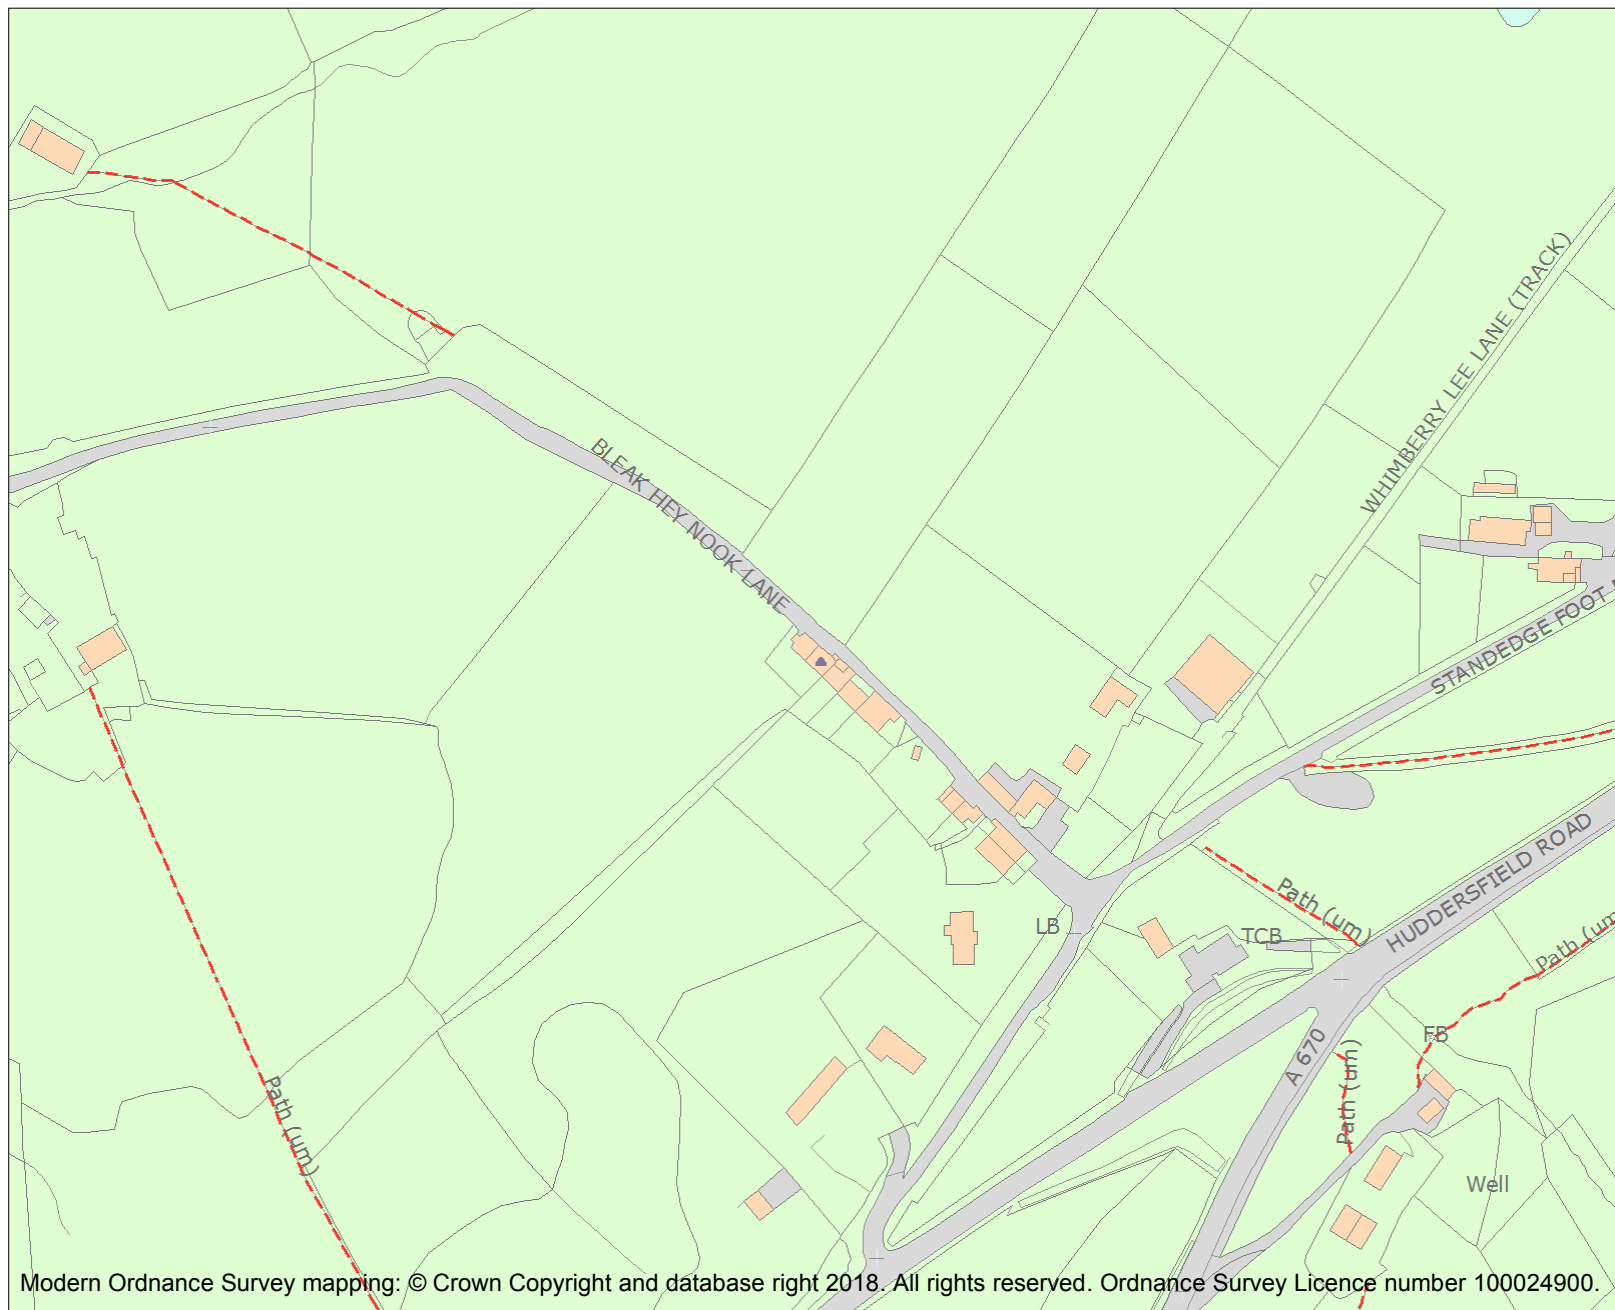 WHIMBERRY LEE LANE (TRACK)
BLEAK HEY NOOK LANE
STANDEDGE FOOT
HUDDERSFIELD ROAD
Path (um)
LB
TCB
Path (um
FB
A 670
Path (um)
Path (um)
Well
Modern Ordnance Survey mapping: © Crown Copyright and database right 2018. All rights reserved. Ordnance Survey Licence number 100024900.